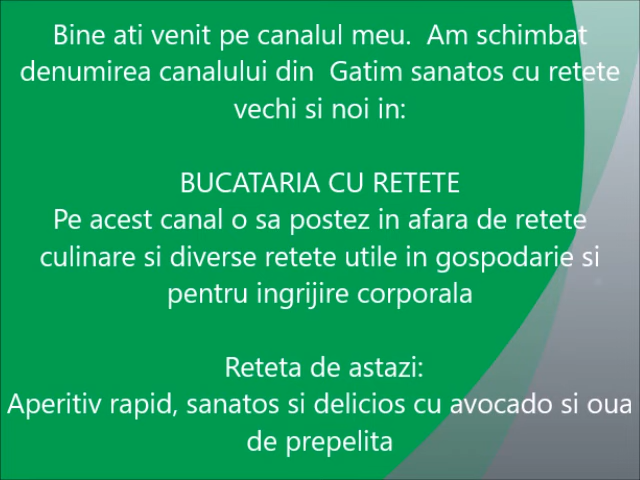 Bine ati venit pe canalul meu.  Am schimbat
denumirea canalului din  Gatim sanatos cu retete
vechi si noi in:
BUCATARIA CU RETETE
Pe acest canal o sa postez in afara de retete
culinare si diverse retete utile in gospodarie si
pentru ingrijire corporala
Reteta de astazi:
Aperitiv rapid, sanatos si delicios cu avocado si oua
de prepelita